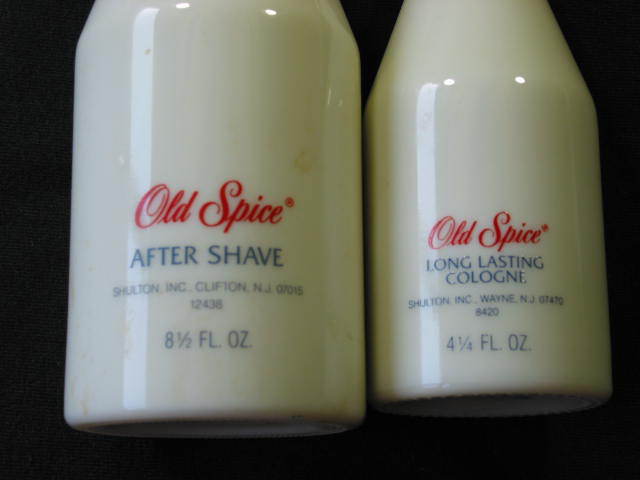 Old Spice®
AFTER SHAVE
SHULTON, INC., CLIFTON, N.J. 07015
12438
8½ FL. OZ.
Old Spice®
LONG LASTING
COLOGNE
SHULTON, INC., WAYNE, N.J. 07470
8420
4¼ FL. OZ.